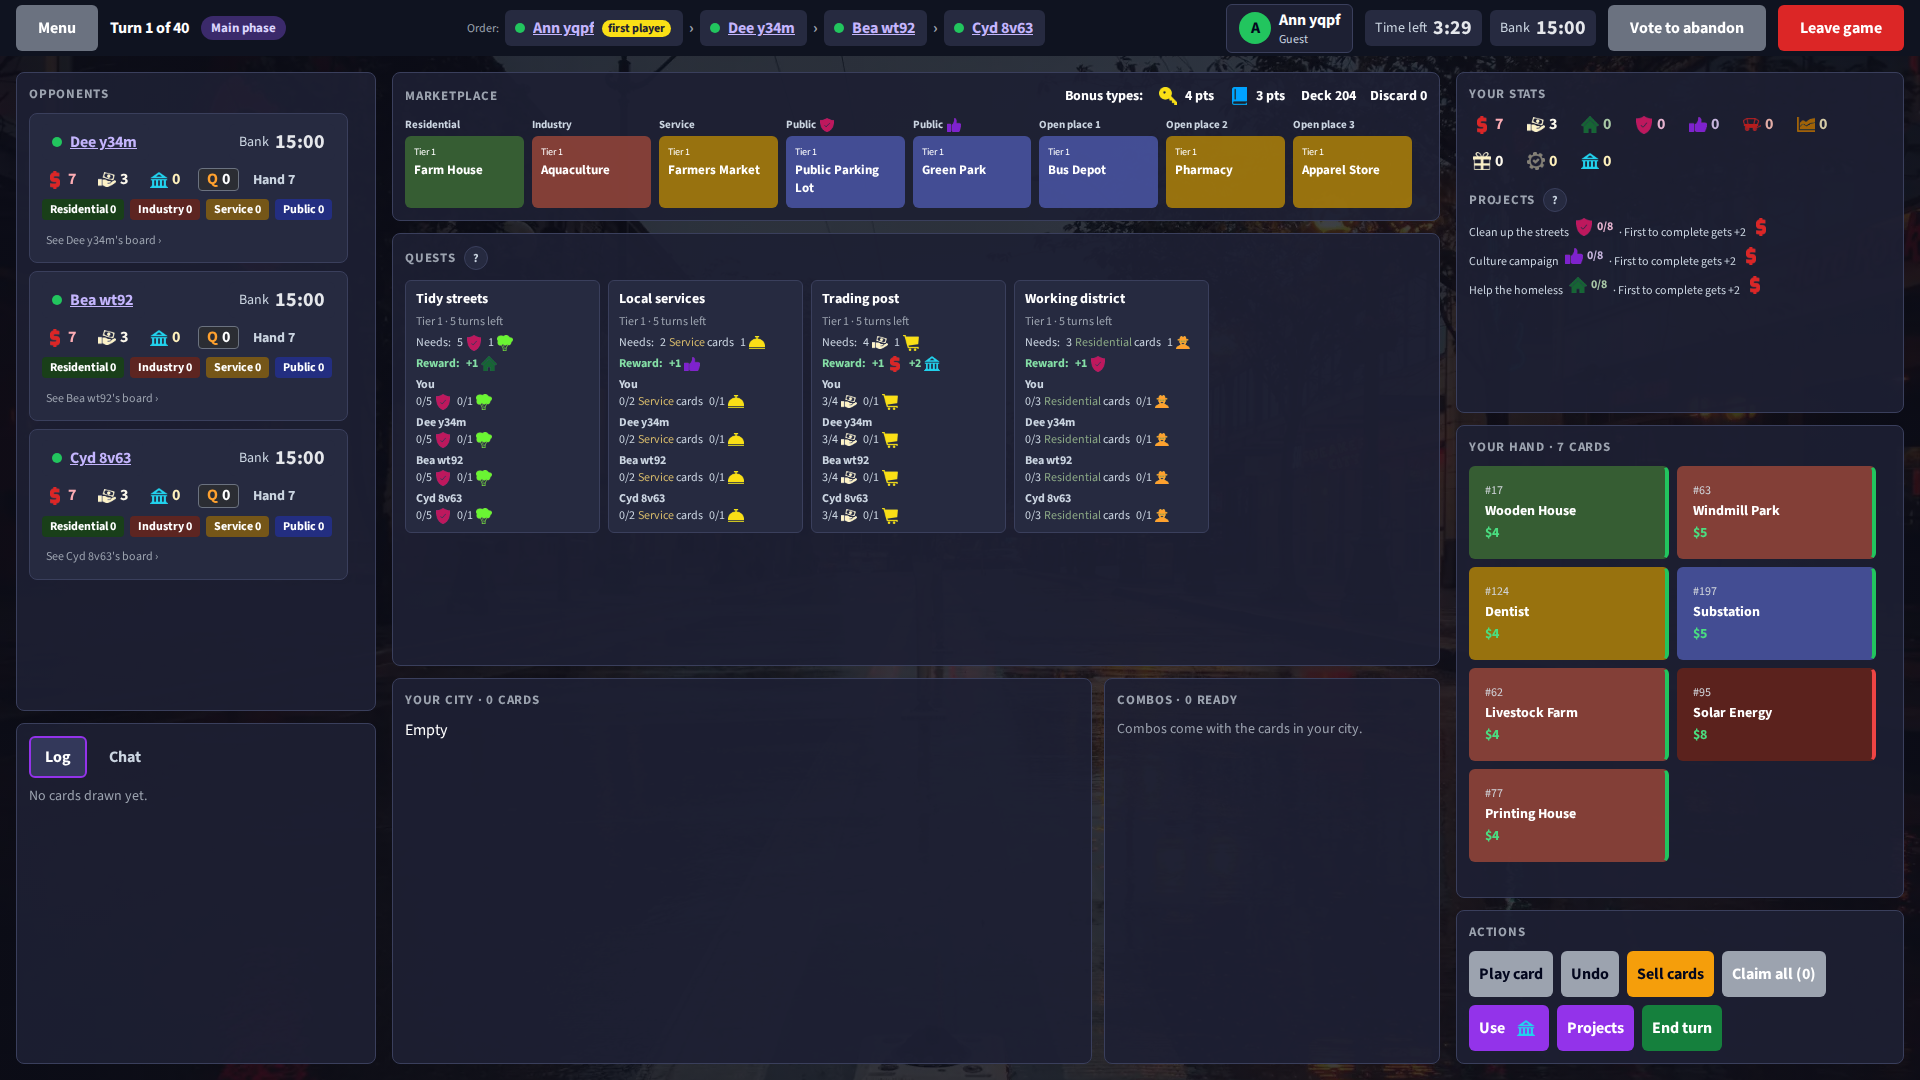 Menu
Turn 1 of 40
Main phase
Order:
Ann yqpf first player › Dee y34m › Bea wt92 › Cyd 8v63
A
Ann yqpf
Guest
Time left 3:29
Bank 15:00
Vote to abandon
Leave game
OPPONENTS
Dee y34m Bank 15:00
7 3 0 Q 0 Hand 7
Residential 0 Industry 0 Service 0 Public 0
See Dee y34m's board ›
Bea wt92 Bank 15:00
7 3 0 Q 0 Hand 7
Residential 0 Industry 0 Service 0 Public 0
See Bea wt92's board ›
Cyd 8v63 Bank 15:00
7 3 0 Q 0 Hand 7
Residential 0 Industry 0 Service 0 Public 0
See Cyd 8v63's board ›
Log Chat
No cards drawn yet.
MARKETPLACE
Bonus types: 4 pts 3 pts Deck 204 Discard 0
Residential
Tier 1
Farm House
Industry
Tier 1
Aquaculture
Service
Tier 1
Farmers Market
Public
Tier 1
Public Parking
Lot
Public
Tier 1
Green Park
Open place 1
Tier 1
Bus Depot
Open place 2
Tier 1
Pharmacy
Open place 3
Tier 1
Apparel Store
QUESTS ?
Tidy streets
Tier 1 · 5 turns left
Needs: 5 1
Reward: +1
You
0/5 0/1
Dee y34m
0/5 0/1
Bea wt92
0/5 0/1
Cyd 8v63
0/5 0/1
Local services
Tier 1 · 5 turns left
Needs: 2 Service cards 1
Reward: +1
You
0/2 Service cards 0/1
Dee y34m
0/2 Service cards 0/1
Bea wt92
0/2 Service cards 0/1
Cyd 8v63
0/2 Service cards 0/1
Trading post
Tier 1 · 5 turns left
Needs: 4 1
Reward: +1 +2
You
3/4 0/1
Dee y34m
3/4 0/1
Bea wt92
3/4 0/1
Cyd 8v63
3/4 0/1
Working district
Tier 1 · 5 turns left
Needs: 3 Residential cards 1
Reward: +1
You
0/3 Residential cards 0/1
Dee y34m
0/3 Residential cards 0/1
Bea wt92
0/3 Residential cards 0/1
Cyd 8v63
0/3 Residential cards 0/1
YOUR CITY · 0 CARDS
Empty
COMBOS · 0 READY
Combos come with the cards in your city.
YOUR STATS
7 3 0 0 0 0 0
0 0 0
PROJECTS ?
Clean up the streets 0/8 · First to complete gets +2
Culture campaign 0/8 · First to complete gets +2
Help the homeless 0/8 · First to complete gets +2
YOUR HAND · 7 CARDS
#17
Wooden House
$4
#63
Windmill Park
$5
#124
Dentist
$4
#197
Substation
$5
#62
Livestock Farm
$4
#95
Solar Energy
$8
#77
Printing House
$4
ACTIONS
Play card Undo Sell cards Claim all (0)
Use Projects End turn